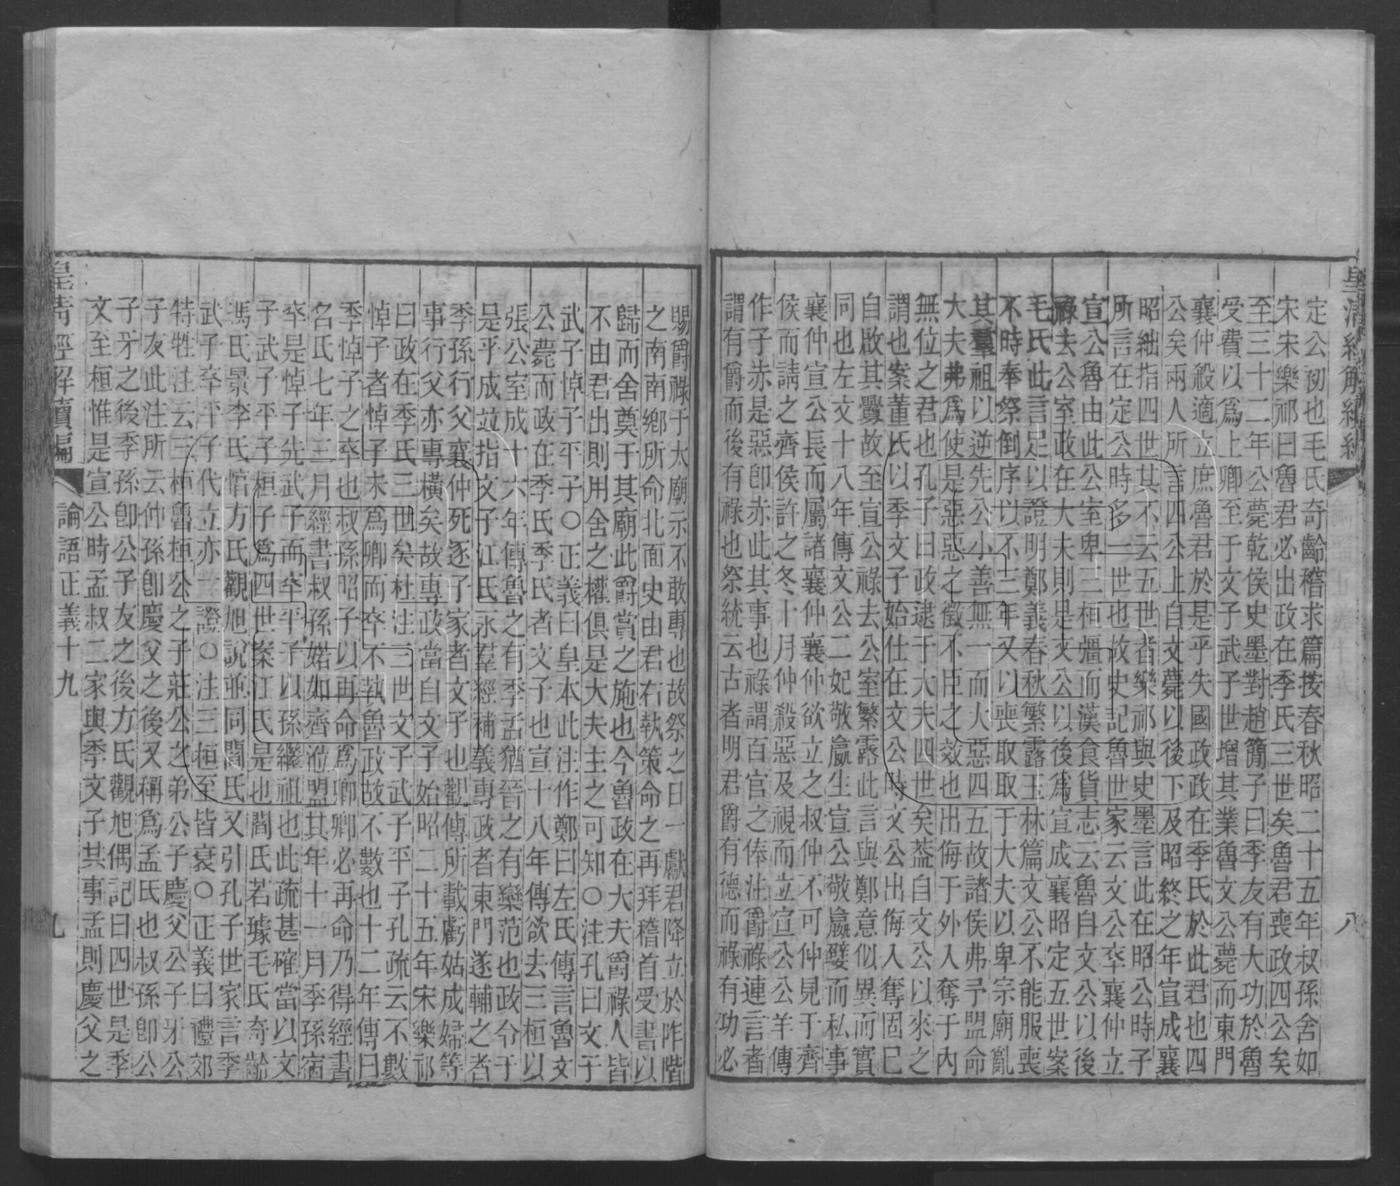 皇清經解續編
八
定公初也毛氏奇齡稽求篇按春秋昭二十五年叔孫舍如
宋宋樂祁曰魯君必出政在季氏三世矣魯君喪政四公矣
至三十二年公薨乾侯史墨對趙簡子曰季友有大功於魯
受費以爲上卿至于文子武子世增其業魯文公薨而東門
襄仲殺適立庶魯君於是乎失國政政在季氏於此君也四
公矣兩人所言四公上自文薨以後下及昭終之年宣成襄
昭紬指四世其不云五世者樂祁與史墨言此在昭公時子
所言在定公時多一世也故史記魯世家云文公卒襄仲立
宣公魯由此公室卑三桓彊而漢食貨志云魯自文公以後
祿去公室政在大夫則是文公以後爲宣成襄昭定五世案
毛氏此言足以證明鄭義春秋繁露玉林篇文公不能服喪
不時奉祭倒序以不三年又以喪取取于大夫以卑宗廟亂
其羣祖以逆先公小善無一而大惡四五故諸侯弗予盟命
大夫弗爲使是惡惡之徵不臣之效也出侮于外人奪于內
無位之君也孔子曰政逮于大夫四世矣蓋自文公以來之
謂也案董氏以季文子始仕在文公時文公出侮入奪固已
自啟其釁故至宣公祿去公室繁露此言與鄭意似異而實
同也左文十八年傳文公二妃敬嬴生宣公敬嬴嬖而私事
襄仲宣公長而屬諸襄仲襄仲欲立之叔仲不可仲見于齊
侯而請之齊侯許之冬十月仲殺惡及視而立宣公公羊傳
作子赤是惡卽赤此其事也祿謂百官之俸注爵祿連言者
謂有爵而後有祿也祭統云古者明君爵有德而祿有功必
賜爵祿于太廟示不敢專也故祭之日一獻君降立於阼階
之南南鄉所命北面史由君右執策命之再拜稽首受書以
歸而舍奠于其廟此爵賞之施也今魯政在大夫爵祿人皆
不由君出則用舍之權俱是大夫主之可知○注孔曰文子
武子悼子平子○正義曰皇本此注作鄭曰左氏傳言魯文
公薨而政在季氏季氏者文子也宣十八年傳欲去三桓以
張公室成十六年傳魯之有季孟猶晉之有欒范也政令于
是乎成竝指文子江氏永羣經補義專政者東門遂輔之者
季孫行父襄仲死逐子家者文子也觀傳所載虧姑成婦等
事行父亦專橫矣故專政當自文子始昭二十五年宋樂祁
曰政在季氏三世矣杜注三世文子武子平子孔疏云不數
悼子者悼子未爲卿而卒不執魯政故不數也十二年傳曰
季悼子之卒也叔孫昭子以再命爲卿卿必再命乃得經書
名氏七年三月經書叔孫婼如齊涖盟其年十一月季孫宿
卒是悼子先武子而卒平子以孫繼祖也此疏甚確當以文
子武子平子桓子爲四世案江氏是也閻氏若璩毛氏奇齡
馮氏景李氏惇方氏觀旭說並同閻氏又引孔子世家言季
武子卒平子代立亦一證○注三桓至皆衰○正義曰禮郊
特牲注云三桓魯桓公之子莊公之弟公子慶父公子牙公
子友此注所云仲孫卽慶父之後又稱爲孟氏也叔孫卽公
子牙之後季孫卽公子友之後方氏觀旭偶記曰四世是季
文至桓惟是宣公時孟叔二家與季文子其事孟則慶父之
皇清經解續編
論語正義十九
九